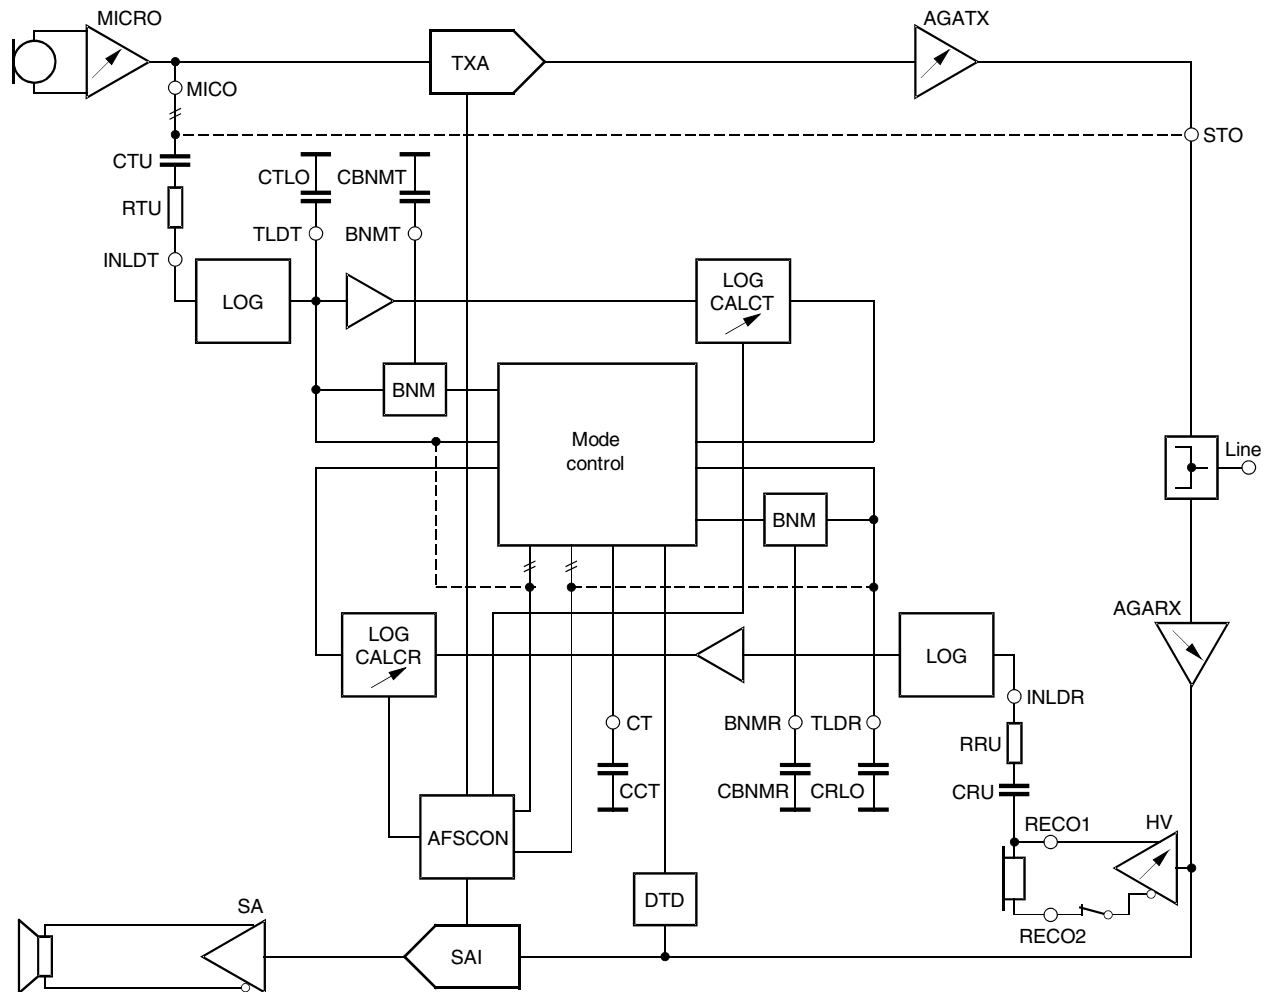 MICRO
AGATX
TXA
MICO
STO
CTU
CTLO
CBNMT
RTU
TLDT
BNMT
INLDT
LOG
LOG
CALCT
BNM
Mode
control
Line
BNM
AGARX
LOG
CALCR
LOG
INLDR
CT
BNMR
TLDR
RRU
CCT
CBNMR
CRLO
CRU
RECO1
HV
AFSCON
DTD
SA
RECO2
SAI